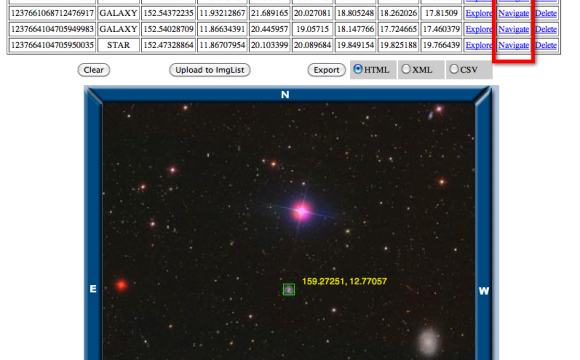 1237661068712476917 GALAXY 152.54372235 11.93212867 21.689165 20.027081 18.805248 18.262026 17.81509 Explore Navigate Delete
1237664104705949983 GALAXY 152.54028709 11.86634391 20.445957 19.05715 18.147766 17.724665 17.460379 Explore Navigate Delete
1237664104705950035 STAR 152.47328864 11.86707954 20.103399 20.089684 19.849154 19.825188 19.766439 Explore Navigate Delete
Clear Upload to ImgList Export HTML XML CSV
N
159.27251, 12.77057
E W